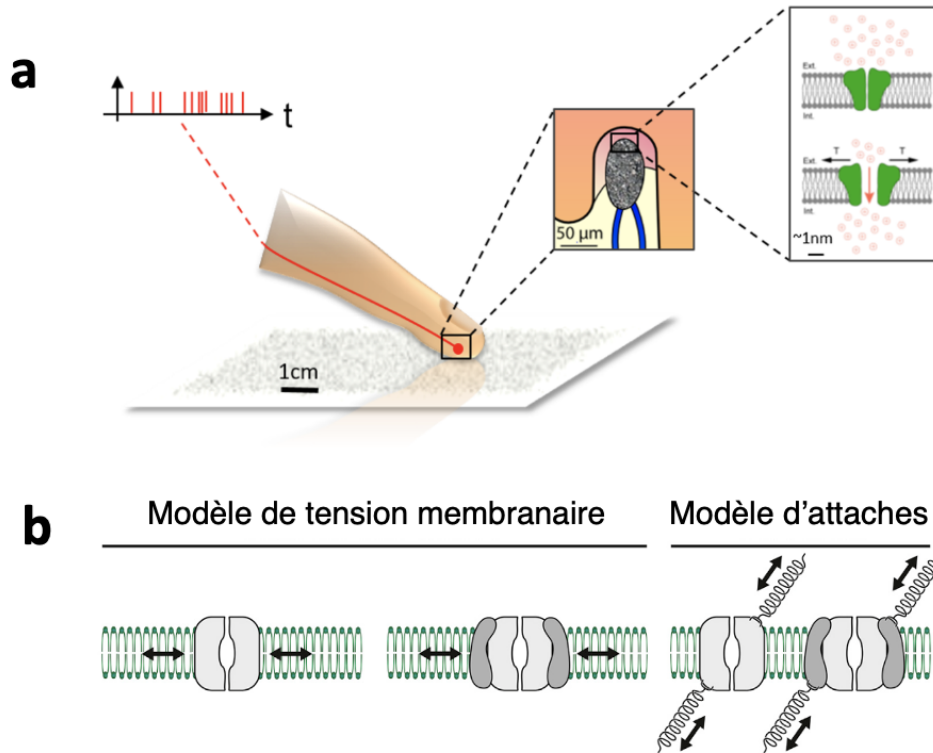 a
t
50 µm
1cm
Ext.
Int.
T T
Ext.
Int.
~1nm
b
Modèle de tension membranaire
Modèle d'attaches